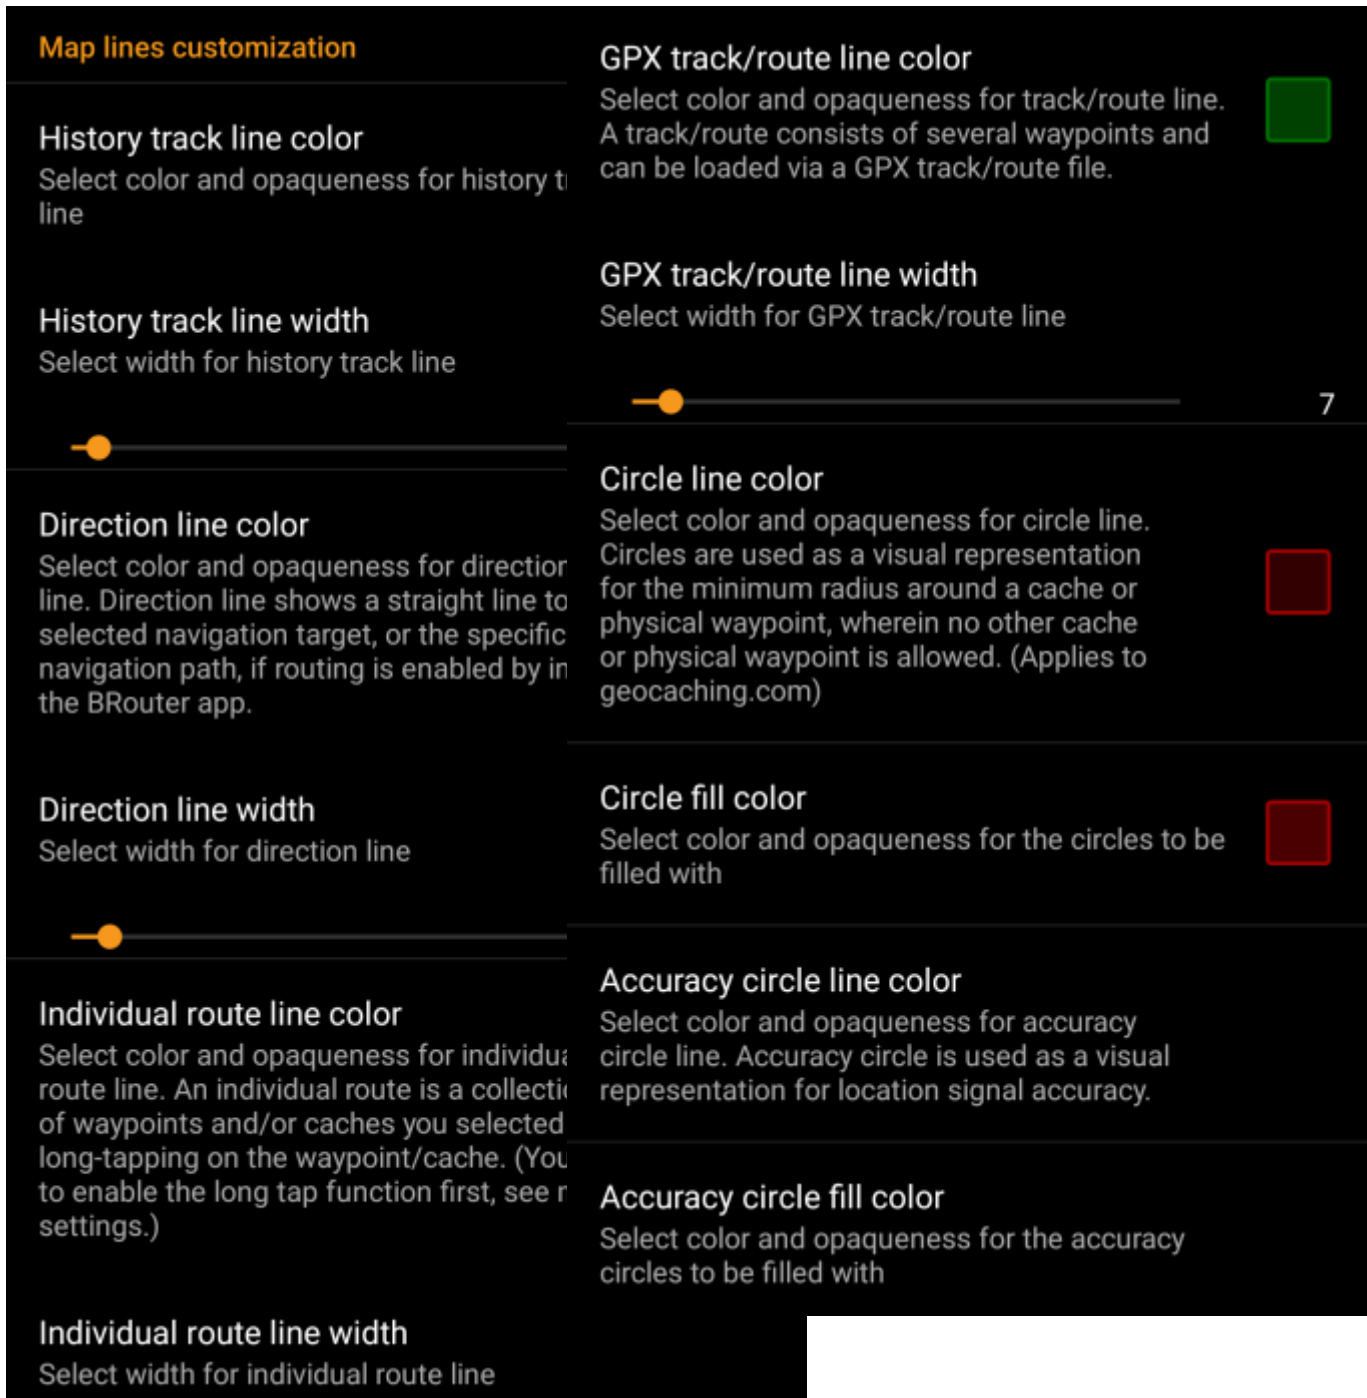 Map lines customization
History track line color
Select color and opaqueness for history
line
History track line width
Select width for history track line
Direction line color
Select color and opaqueness for direction
line. Direction line shows a straight line to
selected navigation target, or the specific
navigation path, if routing is enabled by
the BRouter app.
Direction line width
Select width for direction line
Individual route line color
Select color and opaqueness for
route line. An individual route is a
of waypoints and/or caches you selected
long-tapping on the waypoint/cache. (You
to enable the long tap function first, see
settings.)
Individual route line width
Select width for individual route line
GPX track/route line color
Select color and opaqueness for track/route line.
A track/route consists of several waypoints and
can be loaded via a GPX track/route file.
GPX track/route line width
Select width for GPX track/route line
7
Circle line color
Select color and opaqueness for circle line.
Circles are used as a visual representation
for the minimum radius around a cache or
physical waypoint, wherein no other cache
or physical waypoint is allowed. (Applies to
geocaching.com)
Circle fill color
Select color and opaqueness for the circles to be
filled with
Accuracy circle line color
Select color and opaqueness for accuracy
circle line. Accuracy circle is used as a visual
representation for location signal accuracy.
Accuracy circle fill color
Select color and opaqueness for the accuracy
circles to be filled with